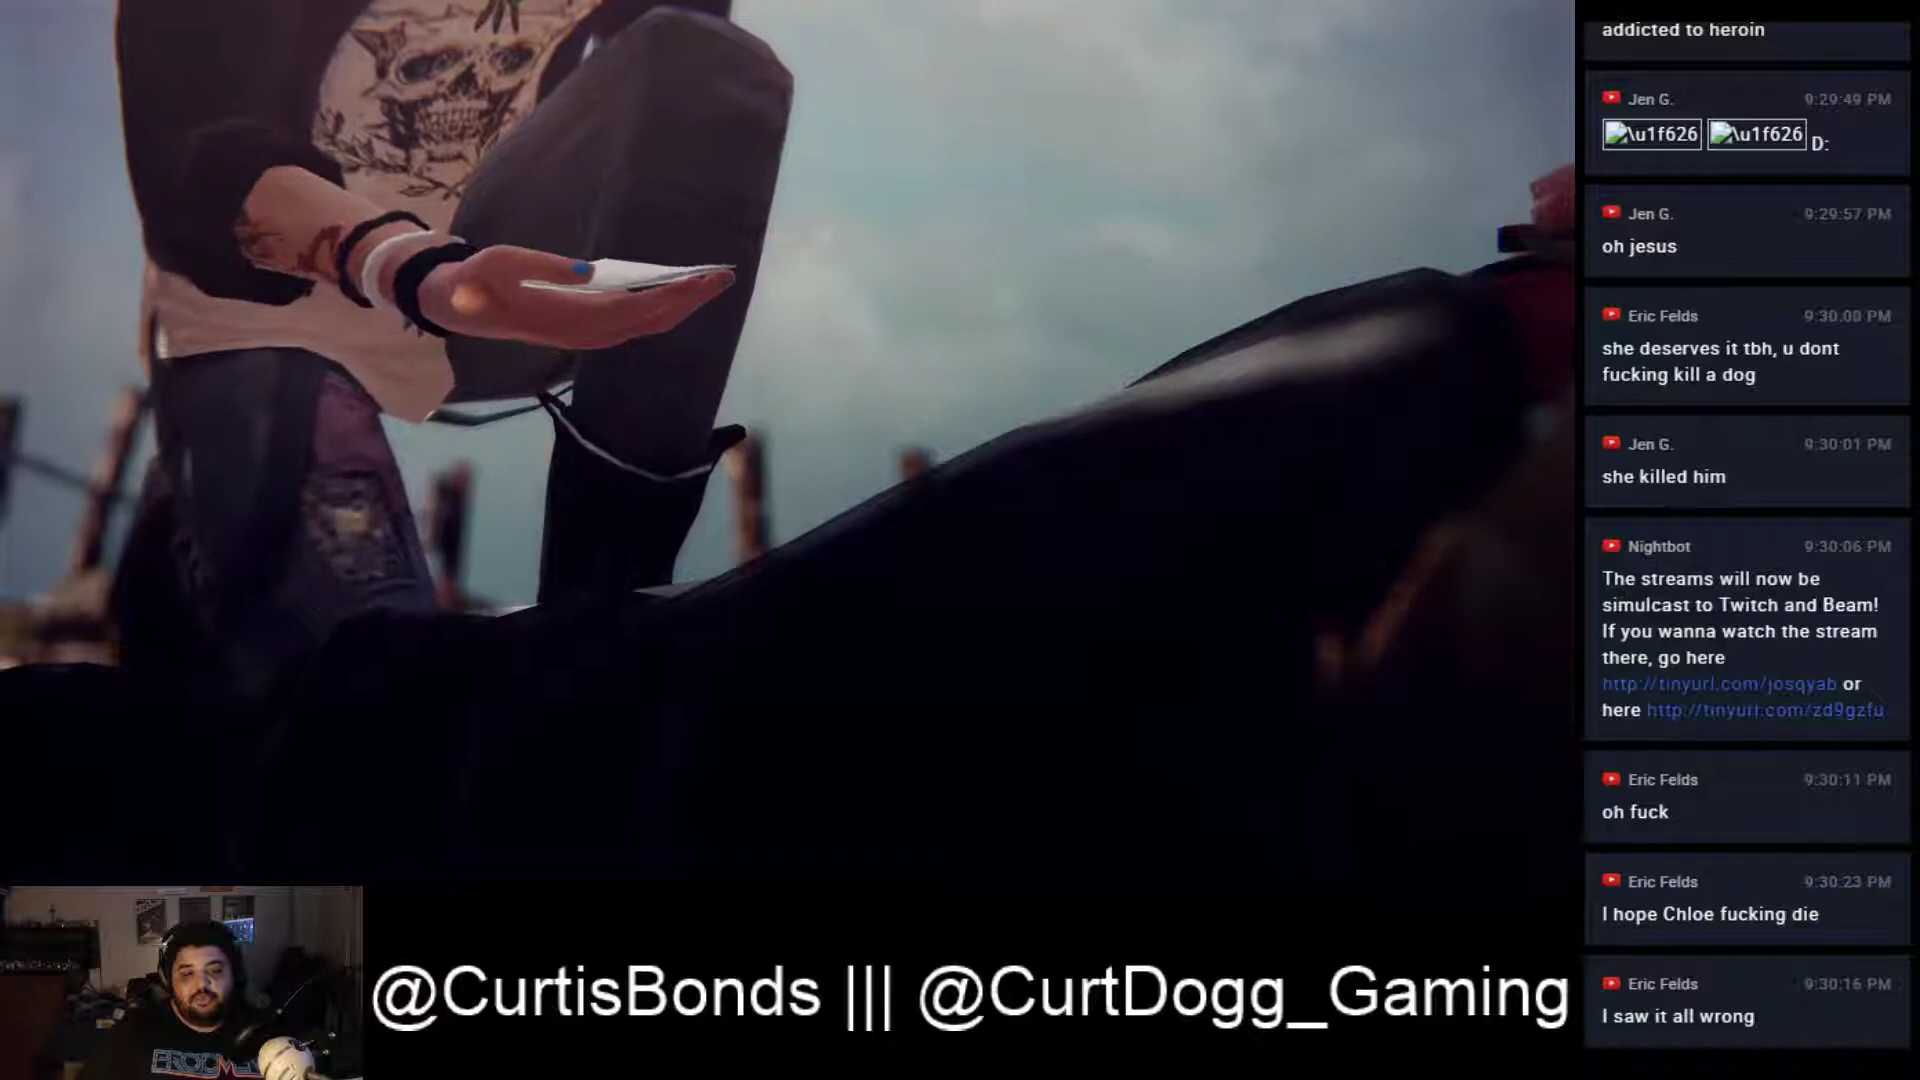 addicted to heroin
Jen G. 9:29:49 PM
\u1f626 \u1f626 D:
Jen G. 9:29:57 PM
oh jesus
Eric Felds 9:30:00 PM
she deserves it tbh, u dont
fucking kill a dog
Jen G. 9:30:01 PM
she killed him
Nightbot 9:30:06 PM
The streams will now be
simulcast to Twitch and Beam!
If you wanna watch the stream
there, go here
http://tinyurl.com/josqyab or
here http://tinyurl.com/zd9gzfu
Eric Felds 9:30:11 PM
oh fuck
Eric Felds 9:30:23 PM
I hope Chloe fucking die
Eric Felds 9:30:16 PM
I saw it all wrong
@CurtisBonds ||| @CurtDogg_Gaming